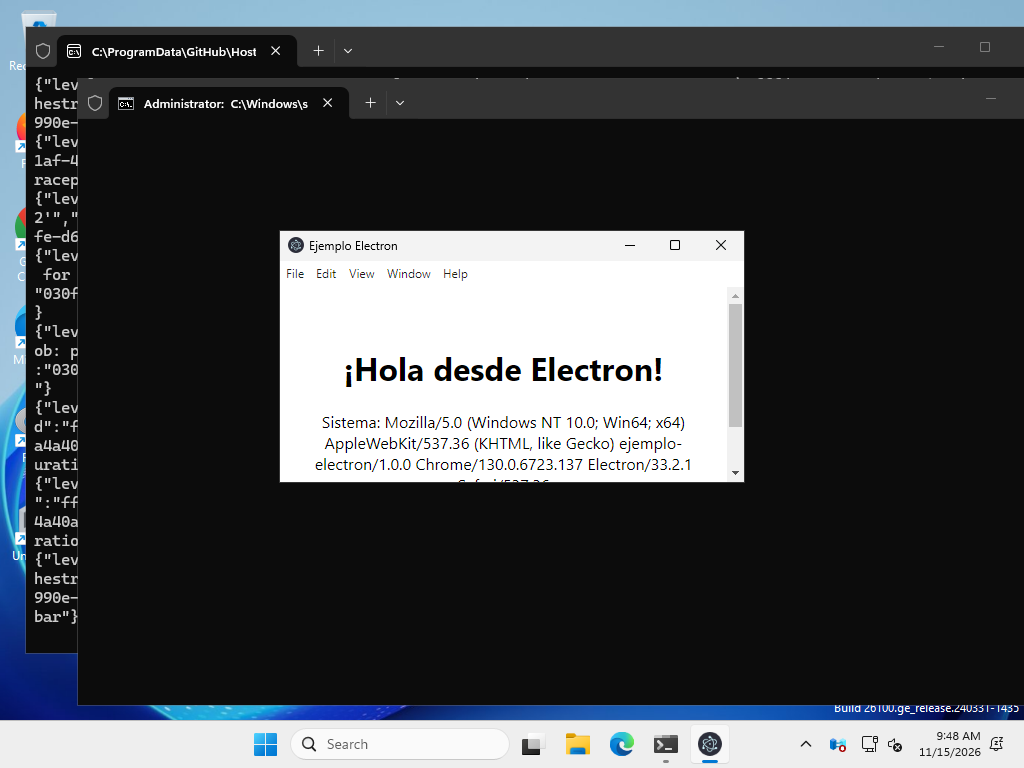 C:\ProgramData\GitHub\Host
{"lev
hestr
990e-
{"lev
1af-4
racep
{"lev
2'","
fe-d6
{"lev
for
"030f
}
{"lev
ob: p
:"030
"}
{"lev
d":"f
a4a40
urati
{"lev
":"ff
4a40a
ratio
{"lev
hestr
990e-
bar"}
Administrator: C:\Windows\s
Ejemplo Electron
File Edit View Window Help
¡Hola desde Electron!
Sistema: Mozilla/5.0 (Windows NT 10.0; Win64; x64)
AppleWebKit/537.36 (KHTML, like Gecko) ejemplo-
electron/1.0.0 Chrome/130.0.6723.137 Electron/33.2.1
Safari/537.36
Build 26100.ge_release.240331-1435
Search
9:48 AM
11/15/2026